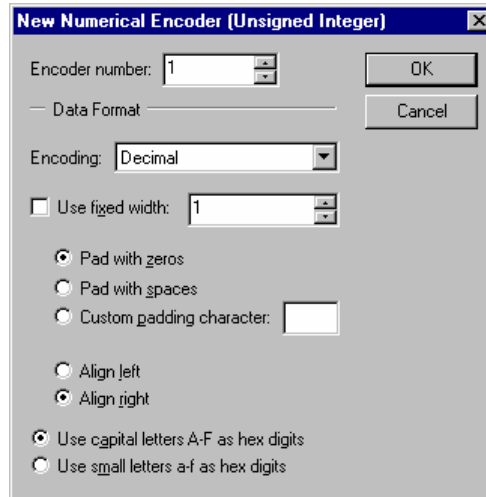 New Numerical Encoder (Unsigned Integer)
Encoder number: 1
OK
Data Format
Cancel
Encoding: Decimal
Use fixed width: 1
Pad with zeros
Pad with spaces
Custom padding character:
Align left
Align right
Use capital letters A-F as hex digits
Use small letters a-f as hex digits